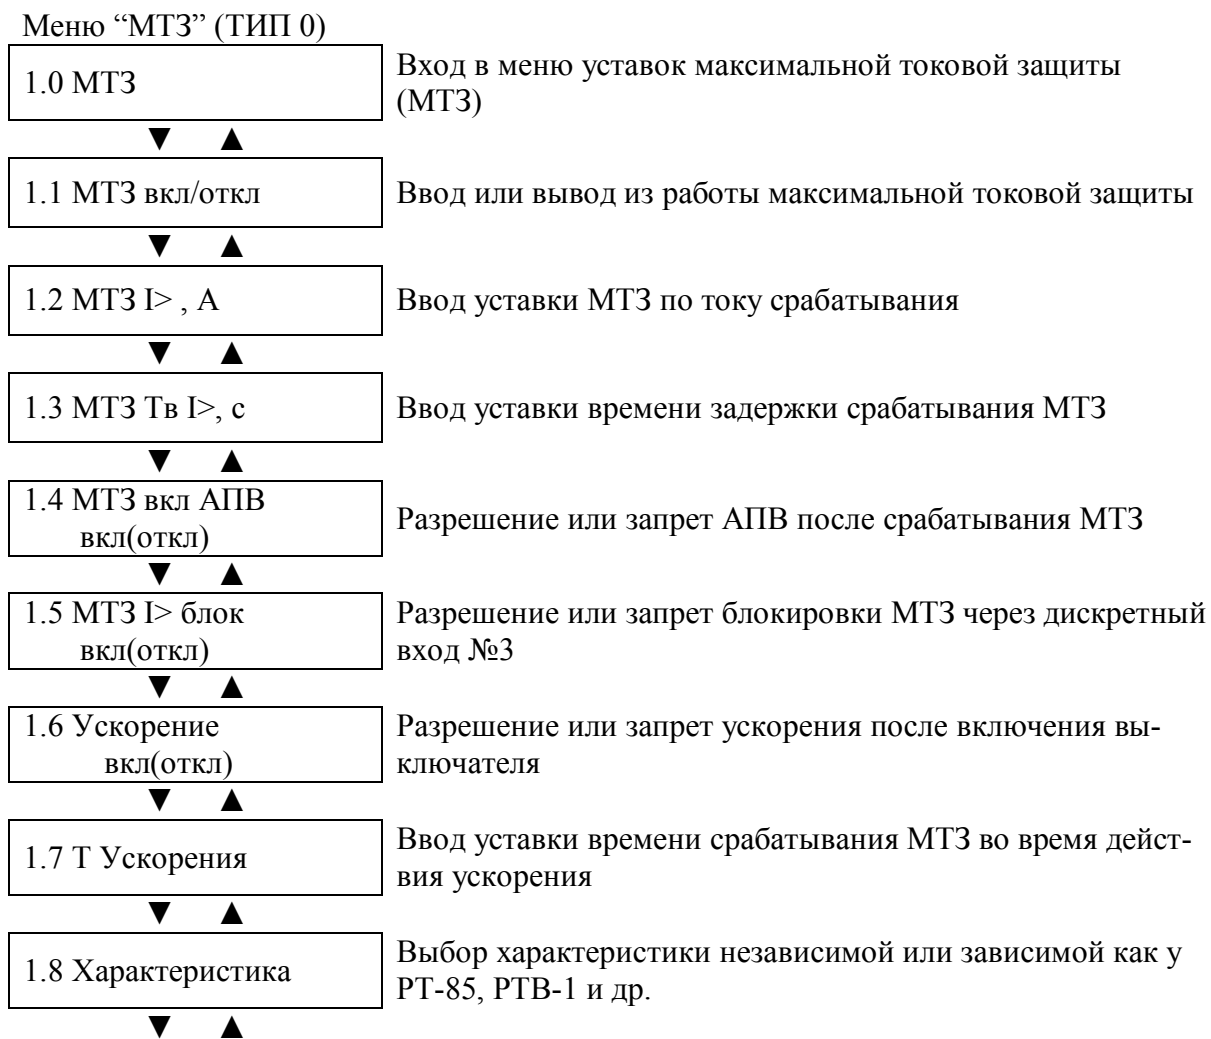 Меню “МТЗ” (ТИП 0)
1.0 МТЗ
Вход в меню уставок максимальной токовой защиты
(МТЗ)
▼ ▲
1.1 МТЗ вкл/откл
Ввод или вывод из работы максимальной токовой защиты
▼ ▲
1.2 МТЗ I> , А
Ввод уставки МТЗ по току срабатывания
▼ ▲
1.3 МТЗ Тв I>, с
Ввод уставки времени задержки срабатывания МТЗ
▼ ▲
1.4 МТЗ вкл АПВ
вкл(откл)
Разрешение или запрет АПВ после срабатывания МТЗ
▼ ▲
1.5 МТЗ I> блок
вкл(откл)
Разрешение или запрет блокировки МТЗ через дискретный
вход №3
▼ ▲
1.6 Ускорение
вкл(откл)
Разрешение или запрет ускорения после включения вы-
ключателя
▼ ▲
1.7 Т Ускорения
Ввод уставки времени срабатывания МТЗ во время дейст-
вия ускорения
▼ ▲
1.8 Характеристика
Выбор характеристики независимой или зависимой как у
РТ-85, РТВ-1 и др.
▼ ▲